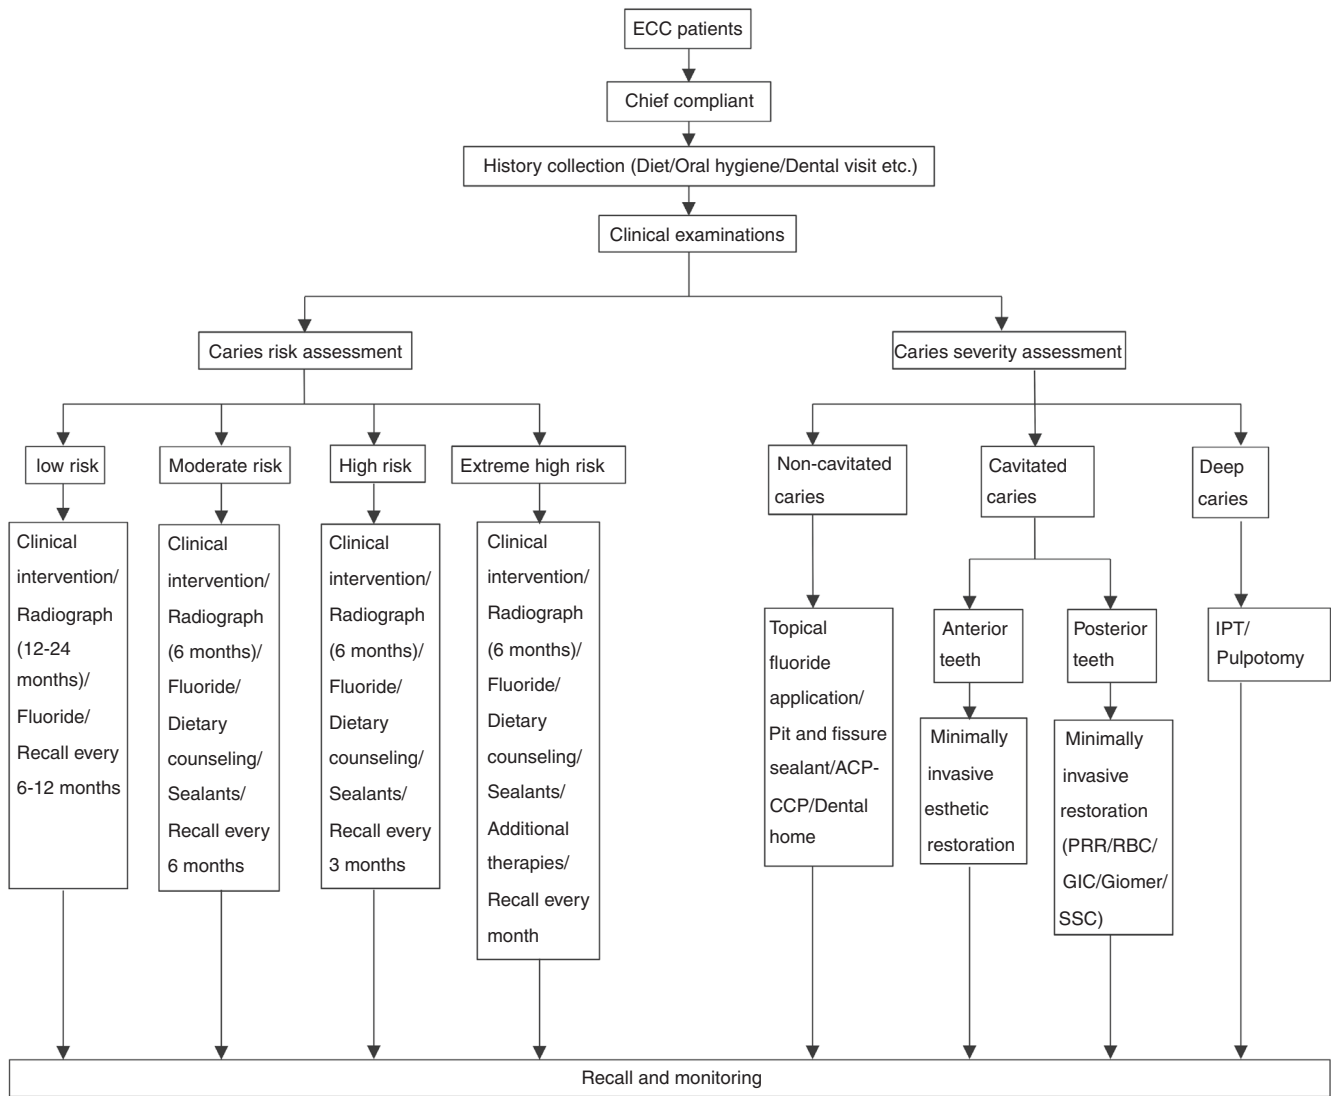 ECC patients
Chief compliant
History collection (Diet/Oral hygiene/Dental visit etc.)
Clinical examinations
Caries risk assessment
Caries severity assessment
low risk
Moderate risk
High risk
Extreme high risk
Non-cavitated
caries
Cavitated
caries
Deep
caries
Clinical
intervention/
Radiograph
(12-24
months)/
Fluoride/
Recall every
6-12 months
Clinical
intervention/
Radiograph
(6 months)/
Fluoride/
Dietary
counseling/
Sealants/
Recall every
6 months
Clinical
intervention/
Radiograph
(6 months)/
Fluoride/
Dietary
counseling/
Sealants/
Recall every
3 months
Clinical
intervention/
Radiograph
(6 months)/
Fluoride/
Dietary
counseling/
Sealants/
Additional
therapies/
Recall every
month
Topical
fluoride
application/
Pit and fissure
sealant/ACP-
CCP/Dental
home
Anterior
teeth
Minimally
invasive
esthetic
restoration
Posterior
teeth
Minimally
invasive
restoration
(PRR/RBC/
GIC/Giomer/
SSC)
IPT/
Pulpotomy
Recall and monitoring